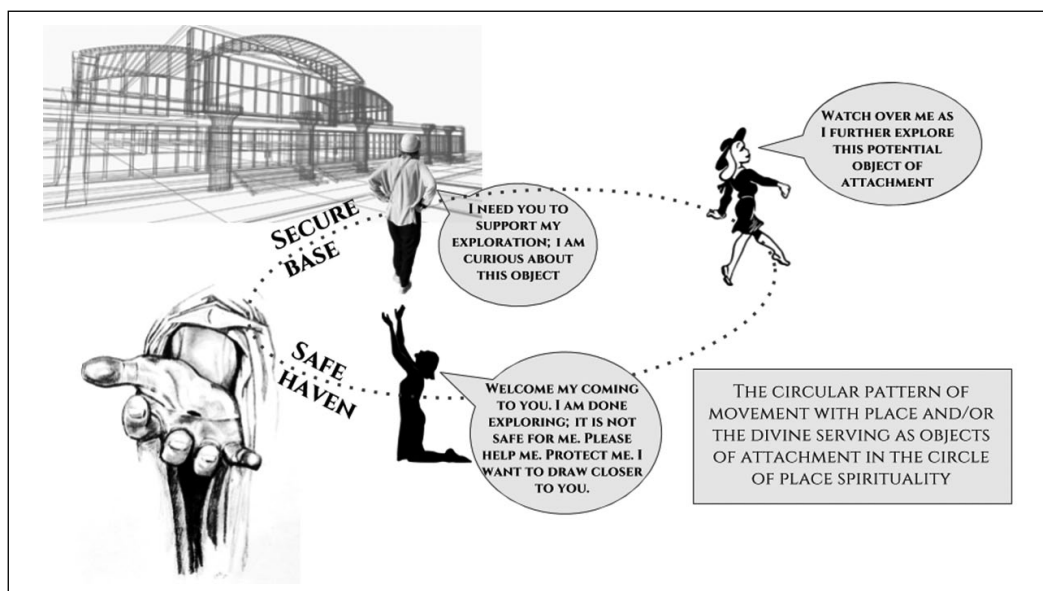 WATCH OVER ME AS
I FURTHER EXPLORE
THIS POTENTIAL
OBJECT OF
ATTACHMENT
SECURE
BASE
I NEED YOU TO
SUPPORT MY
EXPLORATION; I AM
CURIOUS ABOUT
THIS OBJECT
SAFE
HAVEN
WELCOME MY COMING
TO YOU. I AM DONE
EXPLORING; IT IS NOT
SAFE FOR ME. PLEASE
HELP ME. PROTECT ME. I
WANT TO DRAW CLOSER
TO YOU.
THE CIRCULAR PATTERN OF
MOVEMENT WITH PLACE AND/OR
THE DIVINE SERVING AS OBJECTS
OF ATTACHMENT IN THE CIRCLE
OF PLACE SPIRITUALITY